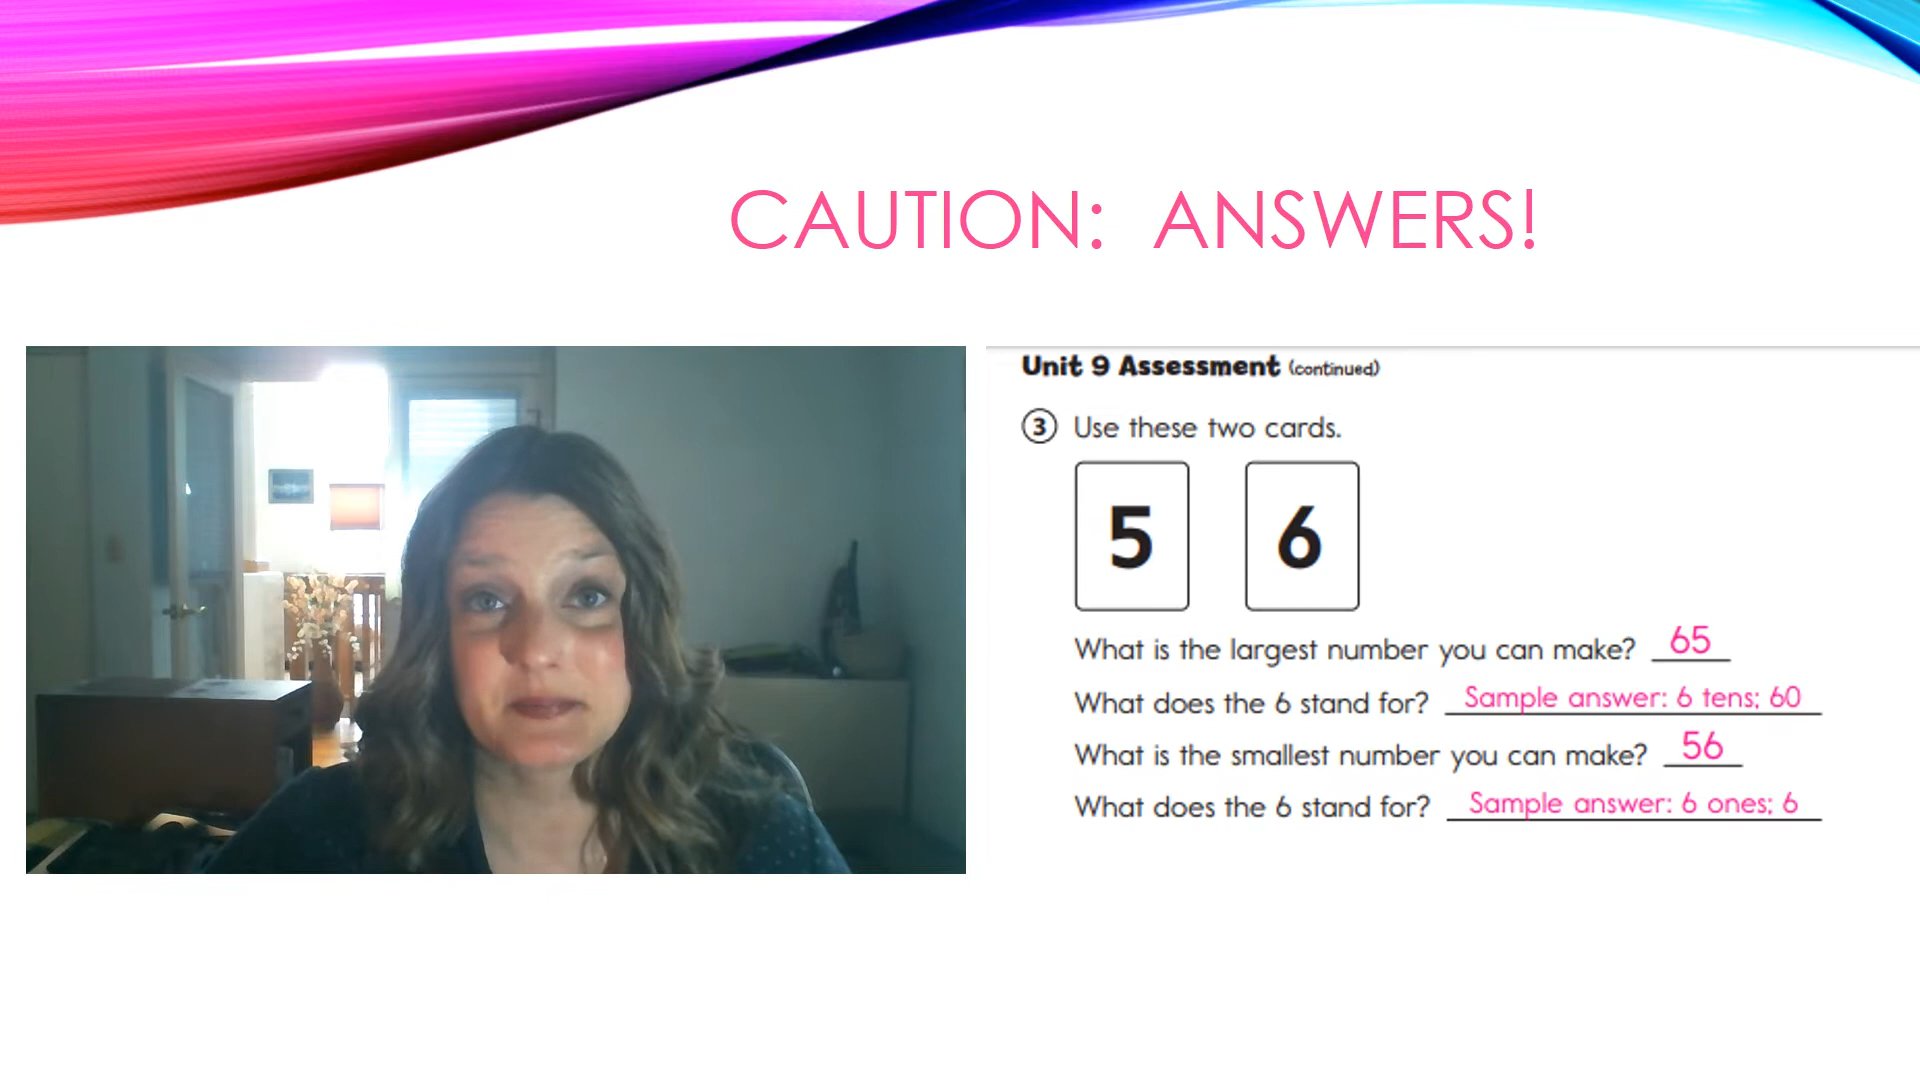 CAUTION: ANSWERS!
Unit 9 Assessment (continued)
3 Use these two cards.
5 6
What is the largest number you can make? 65
What does the 6 stand for? Sample answer: 6 tens; 60
What is the smallest number you can make? 56
What does the 6 stand for? Sample answer: 6 ones; 6